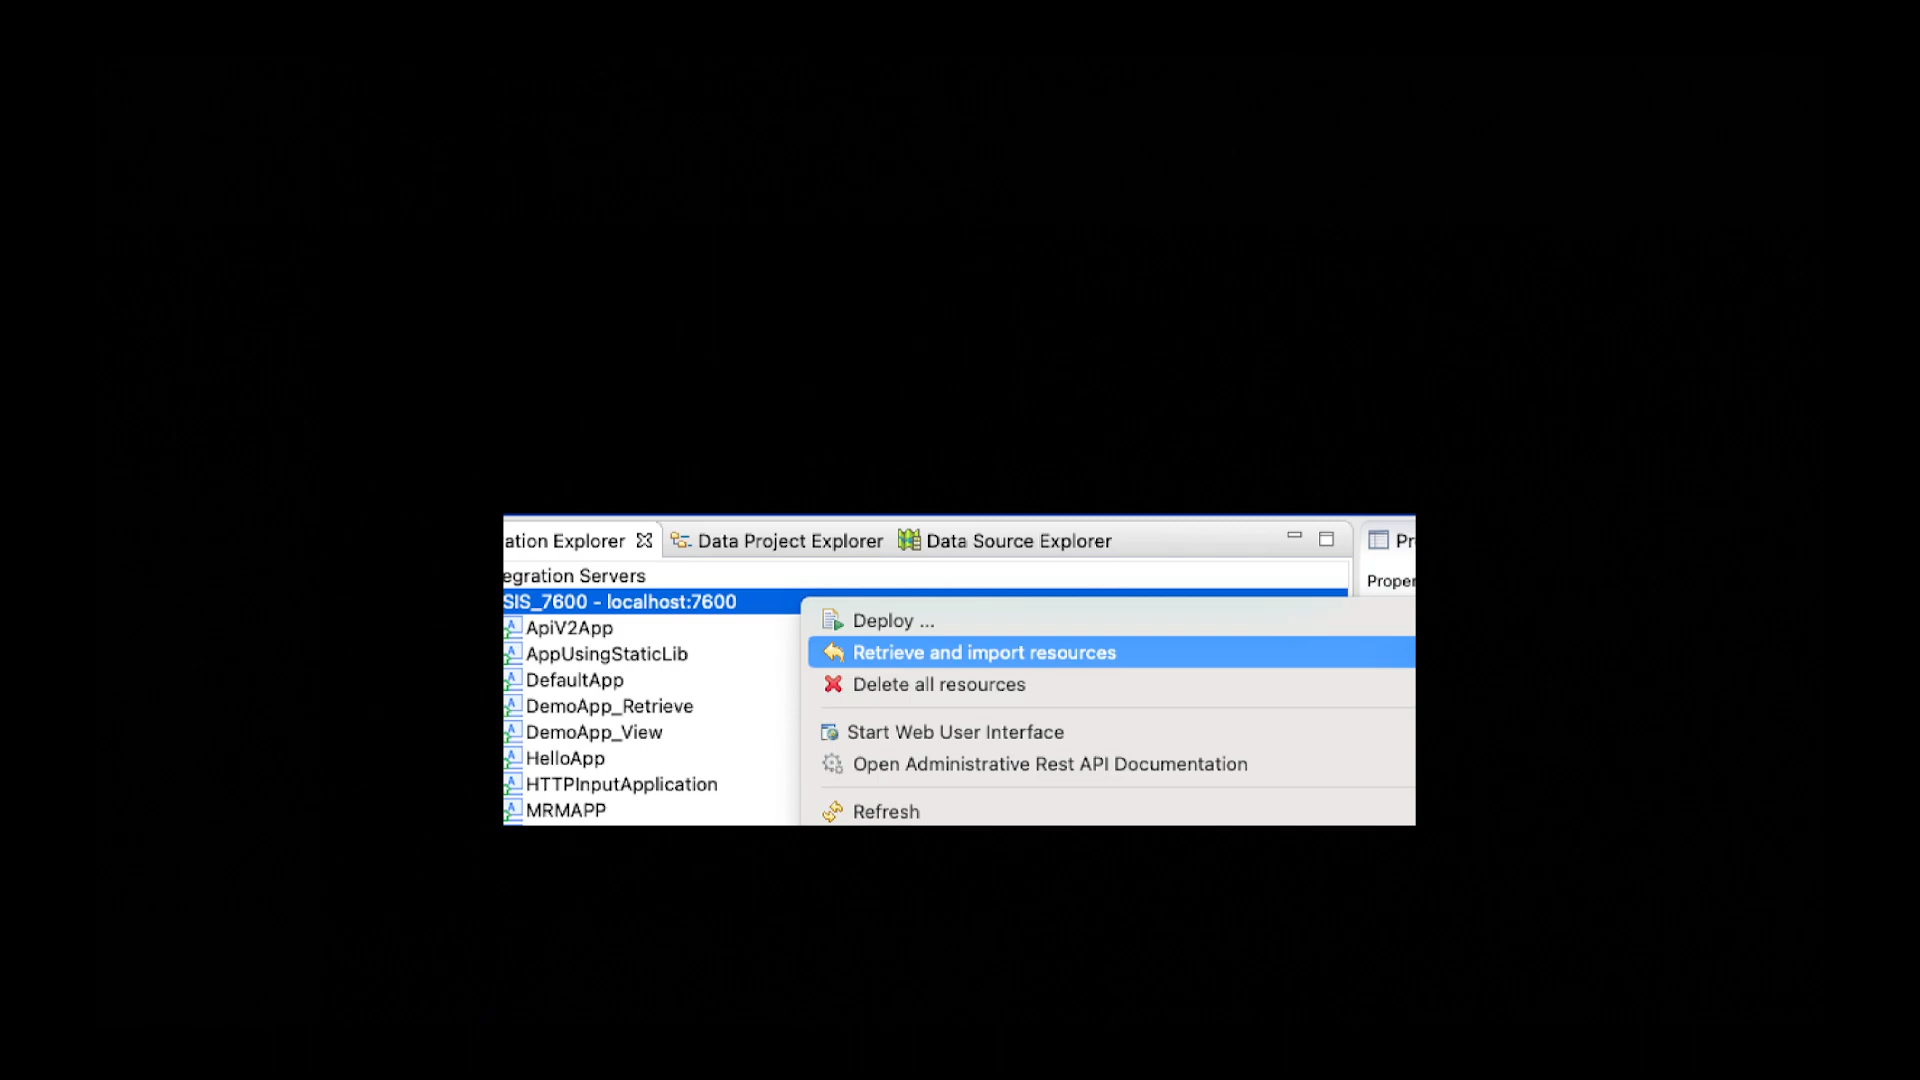 ation Explorer Data Project Explorer Data Source Explorer Pr
egration Servers
Proper
SIS_7600 - localhost:7600
ApiV2App
AppUsingStaticLib
DefaultApp
DemoApp_Retrieve
DemoApp_View
HelloApp
HTTPInputApplication
MRMAPP
Deploy ...
Retrieve and import resources
Delete all resources
Start Web User Interface
Open Administrative Rest API Documentation
Refresh